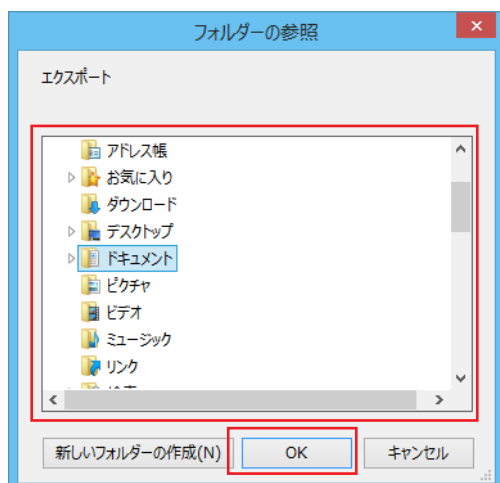 フォルダーの参照
エクスポート
アドレス帳
お気に入り
ダウンロード
デスクトップ
ドキュメント
ピクチャ
ビデオ
ミュージック
リンク
新しいフォルダーの作成(N)
OK
キャンセル